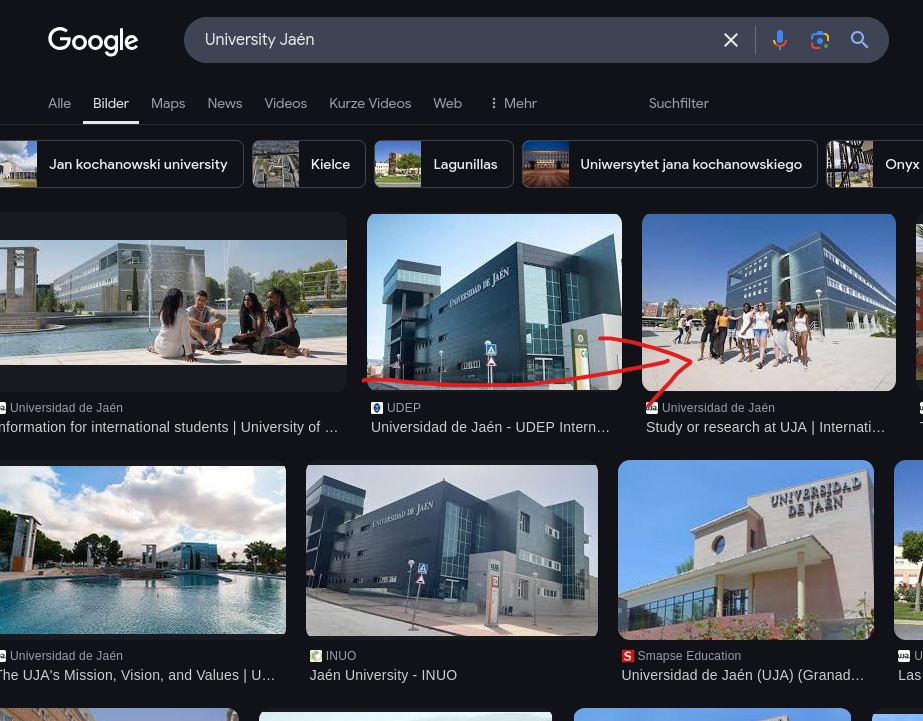 Google
University Jaén
Alle Bilder Maps News Videos Kurze Videos Web Mehr Suchfilter
Jan kochanowski university Kielce Lagunillas Uniwersytet jana kochanowskiego Onyx
UNIVERSIDAD DE JAÉN
Universidad de Jaén UDEP Universidad de Jaén
nformation for international students | University of ... Universidad de Jaén - UDEP Intern... Study or research at UJA | Internati...
UNIVERSIDAD DE JAÉN
UNIVERSIDAD
DE JAÉN
Universidad de Jaén INUO Smapse Education U
The UJA's Mission, Vision, and Values | U... Jaén University - INUO Universidad de Jaén (UJA) (Granad... Las